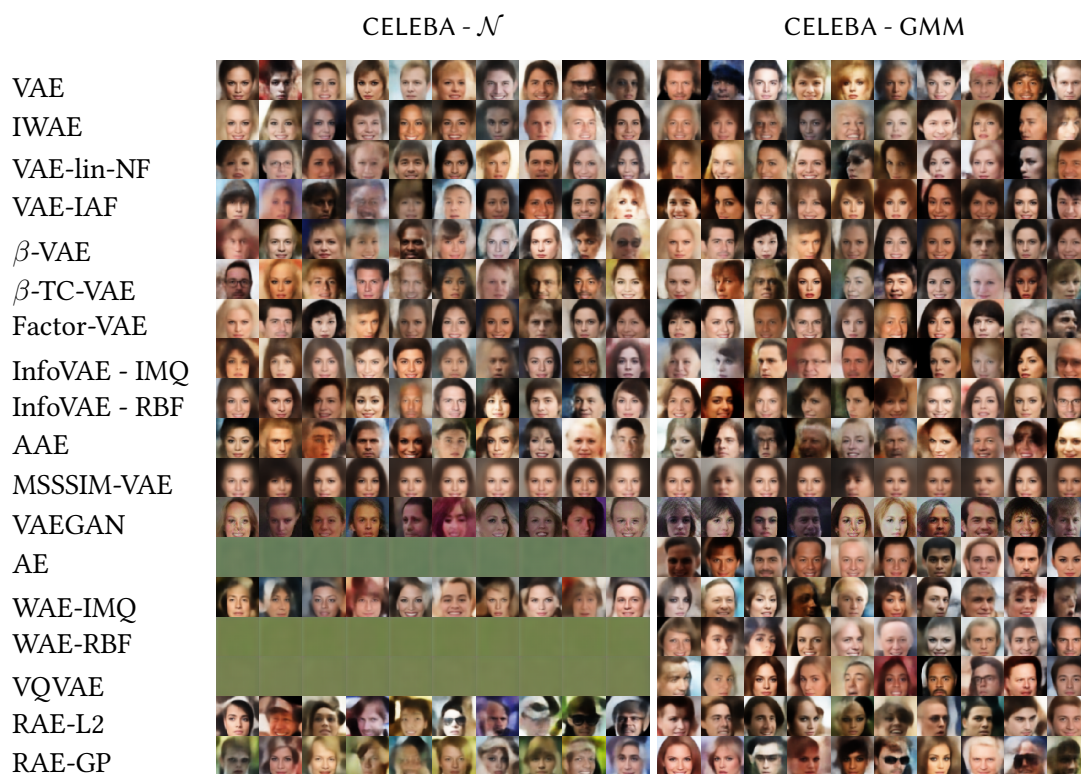 CELEBA - 𝒩 CELEBA - GMM
VAE
IWAE
VAE-lin-NF
VAE-IAF
β-VAE
β-TC-VAE
Factor-VAE
InfoVAE - IMQ
InfoVAE - RBF
AAE
MSSSIM-VAE
VAEGAN
AE
WAE-IMQ
WAE-RBF
VQVAE
RAE-L2
RAE-GP